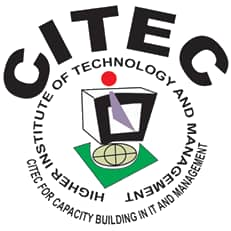 CITEC
HIGHER INSTITUTE OF TECHNOLOGY AND MANAGEMENT
CITEC FOR CAPACITY BUILDING IN IT AND MANAGEMENT